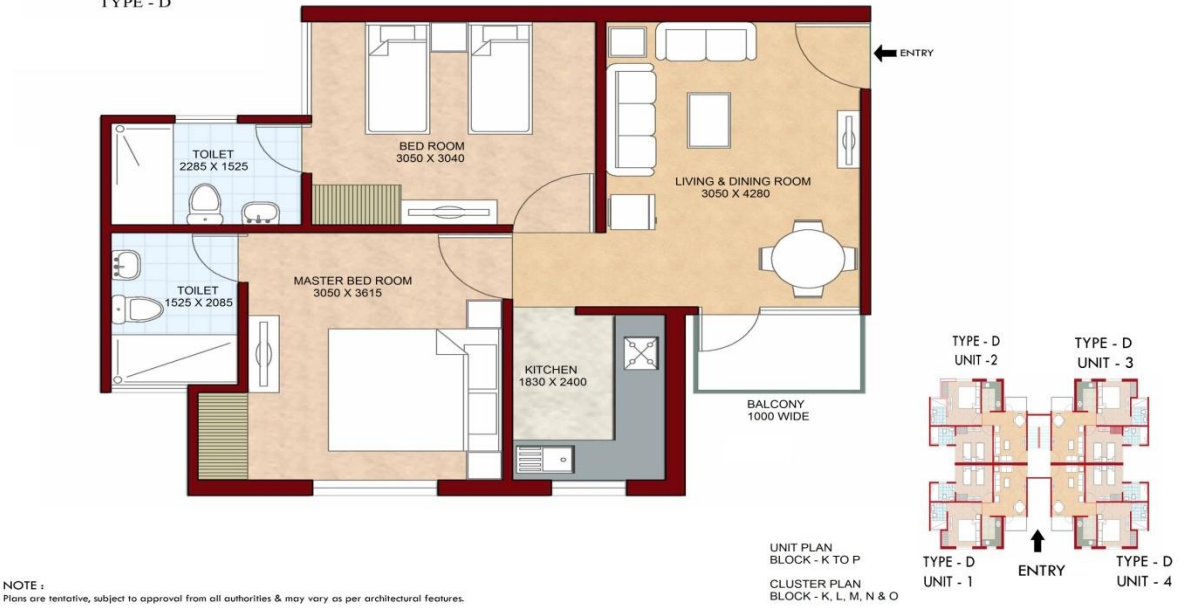 TYPE - D
ENTRY
BED ROOM
3050 X 3040
TOILET
2285 X 1525
LIVING & DINING ROOM
3050 X 4280
MASTER BED ROOM
3050 X 3615
TOILET
1525 X 2085
KITCHEN
1830 X 2400
BALCONY
1000 WIDE
TYPE - D
UNIT -2
TYPE - D
UNIT - 3
TYPE - D
UNIT - 1
ENTRY
TYPE - D
UNIT - 4
UNIT PLAN
BLOCK - K TO P
CLUSTER PLAN
BLOCK - K, L, M, N & O
NOTE :
Plans are tentative, subject to approval from all authorities & may vary as per architectural features.